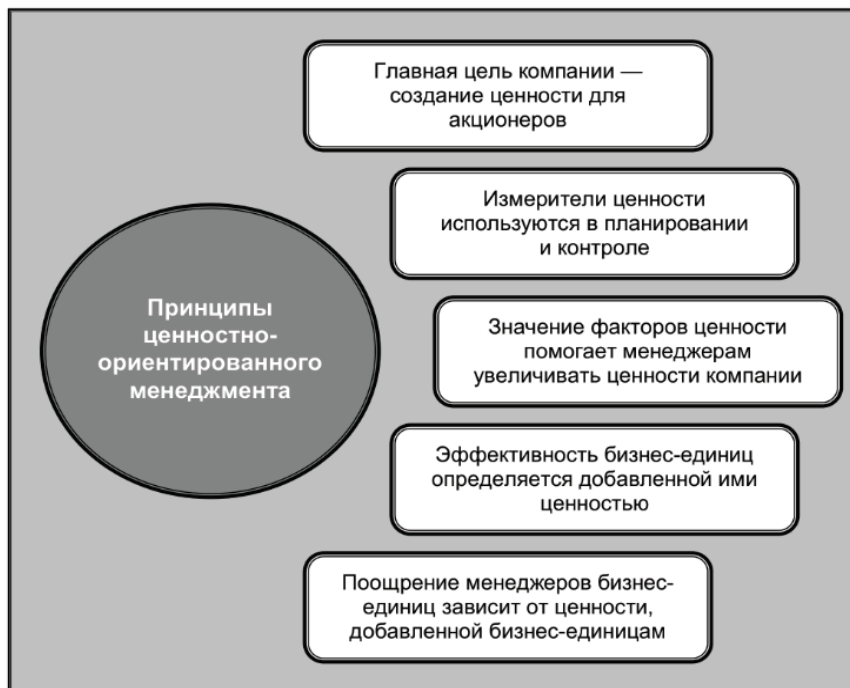 Главная цель компании —
создание ценности для
акционеров
Измерители ценности
используются в планировании
и контроле
Принципы
ценностно-
ориентированного
менеджмента
Значение факторов ценности
помогает менеджерам
увеличивать ценности компании
Эффективность бизнес-единиц
определяется добавленной ими
ценностью
Поощрение менеджеров бизнес-
единиц зависит от ценности,
добавленной бизнес-единицам